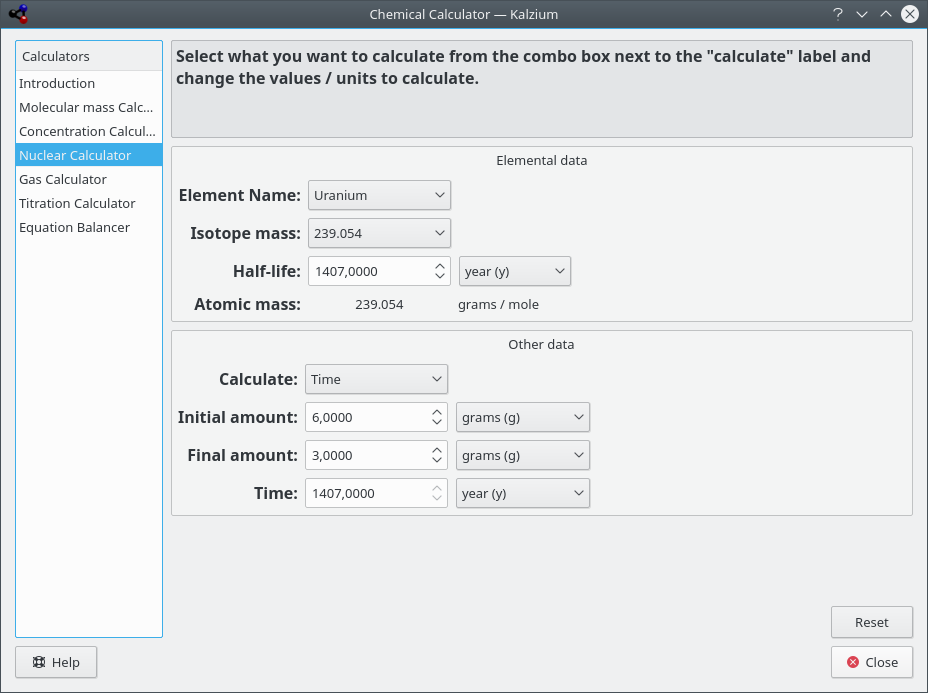 Chemical Calculator — Kalzium
Calculators
Introduction
Molecular mass Calc...
Concentration Calcul...
Nuclear Calculator
Gas Calculator
Titration Calculator
Equation Balancer
Select what you want to calculate from the combo box next to the "calculate" label and
change the values / units to calculate.
Elemental data
Element Name: Uranium
Isotope mass: 239.054
Half-life: 1407,0000 year (y)
Atomic mass: 239.054 grams / mole
Other data
Calculate: Time
Initial amount: 6,0000 grams (g)
Final amount: 3,0000 grams (g)
Time: 1407,0000 year (y)
Reset
Help
Close